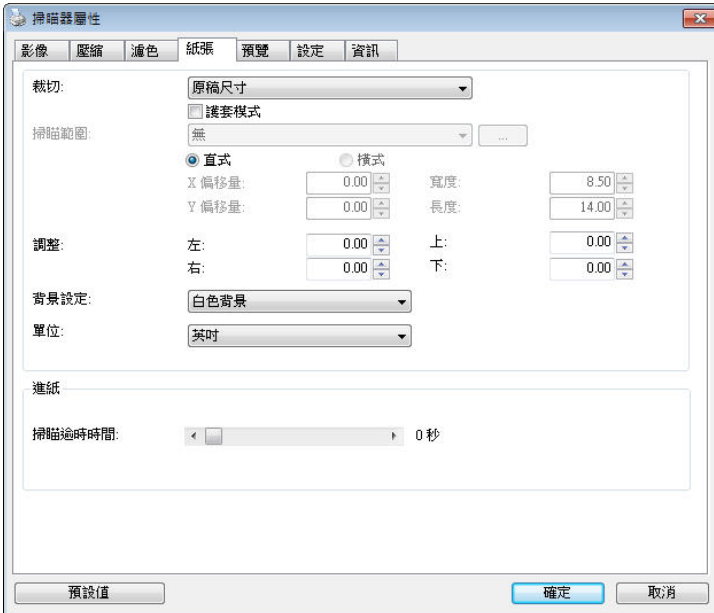 掃瞄器屬性
影像 壓縮 濾色 紙張 預覽 設定 資訊
裁切: 原稿尺寸
護套模式
掃瞄範圍: 無 ...
直式 橫式
X 偏移量: 0.00 寬度: 8.50
Y 偏移量: 0.00 長度: 14.00
調整: 左: 0.00 上: 0.00
右: 0.00 下: 0.00
背景設定: 白色背景
單位: 英吋
進紙
掃瞄逾時時間: 0 秒
預設值 確定 取消